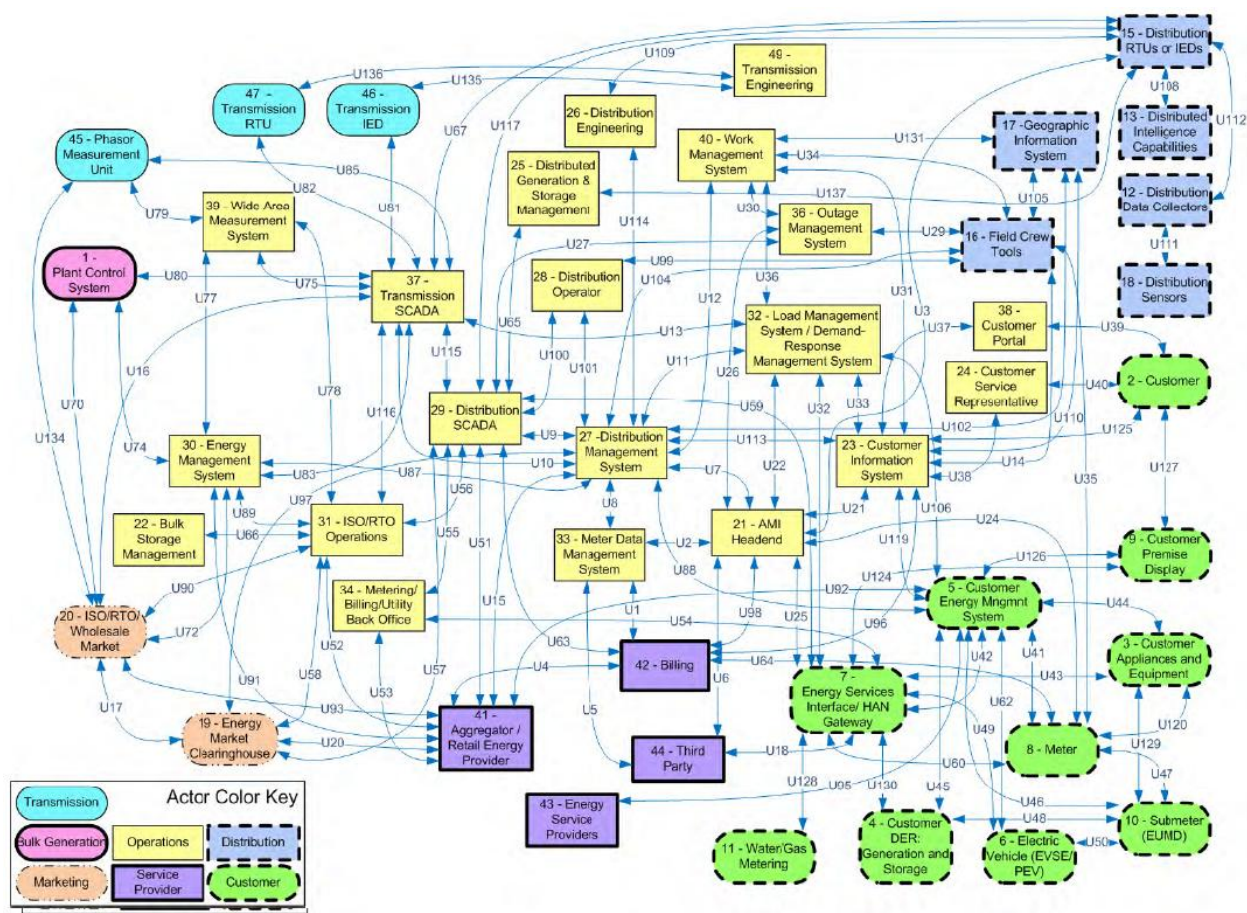 U109
49 -
Transmission
Engineering
15 - Distribution
RTUs or IEDs
U136
U135
47 -
Transmission
RTU
46 -
Transmission
IED
26 - Distribution
Engineering
U67
U117
U108
U112
45 - Phasor
Measurement
Unit
40 - Work
Management
System
U131
17 -Geographic
Information
System
13 - Distributed
Intelligence
Capabilities
U34
U85
25 - Distributed
Generation &
Storage
Management
U82
U137
U79
39 - Wide Area
Measurement
System
U81
U114
U30
36 - Outage
Management
System
U105
12 - Distribution
Data Collectors
U27
U29
16 - Field Crew
Tools
U111
1 -
Plant Control
System
U80
U77
U75
37 -
Transmission
SCADA
28 - Distribution
Operator
U99
U104
U36
U12
U31
U3
18 - Distribution
Sensors
U65
U13
32 - Load Management
System / Demand-
Response
Management System
U37
38 -
Customer
Portal
U39
U115
U100
U101
U11
U26
24 - Customer
Service
Representative
U40
2 - Customer
U16
U70
U78
U116
29 - Distribution
SCADA
U59
U32
U33
U110
U134
U74
30 - Energy
Management
System
U83
U87
U9
U10
27 -Distribution
Management
System
U113
23 - Customer
Information
System
U102
U14
U125
U127
U97
U56
U7
U22
U38
U35
U89
U66
22 - Bulk
Storage
Management
31 - ISO/RTO
Operations
U55
U51
U8
33 - Meter Data
Management
System
U2
21 - AMI
Headend
U21
U106
U119
U24
9 - Customer
Premise
Display
U126
U90
34 - Metering/
Billing/Utility
Back Office
U15
U88
U92
U124
5 - Customer
Energy Mngmnt
System
U1
U98
U25
U96
U44
20 - ISO/RTO/
Wholesale
Market
U72
U52
U63
U54
42 - Billing
U64
U42
U41
3 - Customer
Appliances and
Equipment
U58
U53
U57
U4
U43
7 -
Energy Services
Interface/ HAN
Gateway
U62
U17
U91
U93
U6
U49
U120
19 - Energy
Market
Clearinghouse
U20
41 -
Aggregator /
Retail Energy
Provider
U5
44 - Third
Party
U18
8 - Meter
U129
U60
U47
U128
U95
U130
U45
U46
43 - Energy
Service
Providers
U48
10 - Submeter
(EUMD)
11 - Water/Gas
Metering
4 - Customer
DER:
Generation and
Storage
6 - Electric
Vehicle (EVSE/
PEV)
U50
Actor Color Key
Transmission
Bulk Generation
Operations
Distribution
Marketing
Service
Provider
Customer